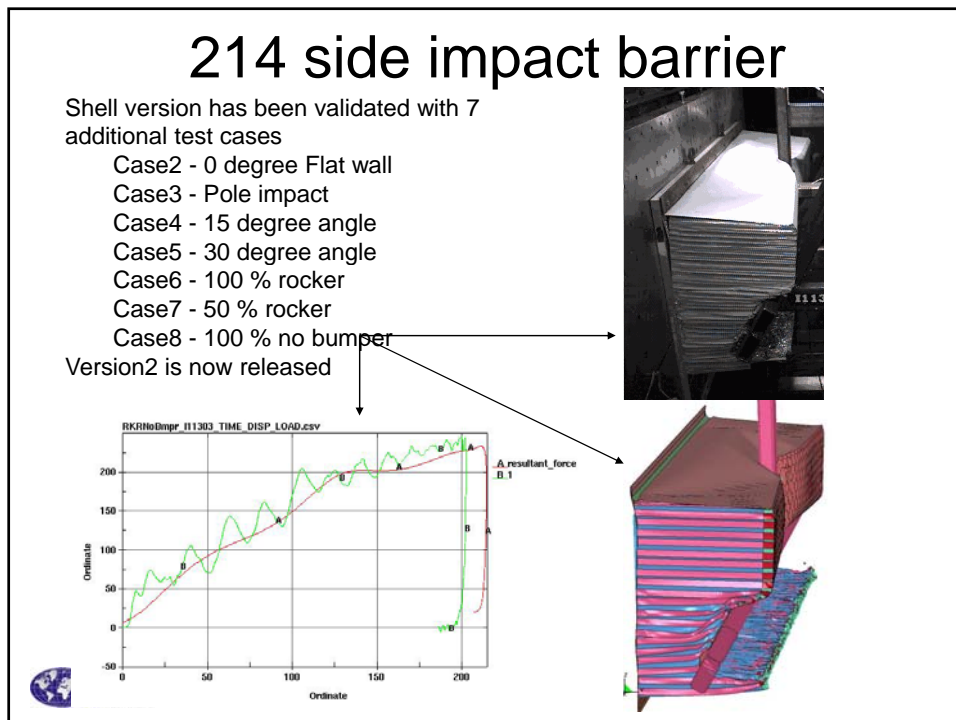 214 side impact barrier
Shell version has been validated with 7
additional test cases
Case2 - 0 degree Flat wall
Case3 - Pole impact
Case4 - 15 degree angle
Case5 - 30 degree angle
Case6 - 100 % rocker
Case7 - 50 % rocker
Case8 - 100 % no bumper
Version2 is now released
I113
RKRNoBmpr_I11303_TIME_DISP_LOAD.csv
A resultant_force
B 1
Ordinate
200
150
100
50
0
-50
0 50 100 150 200
Ordinate
A A A A A
B B B B B B